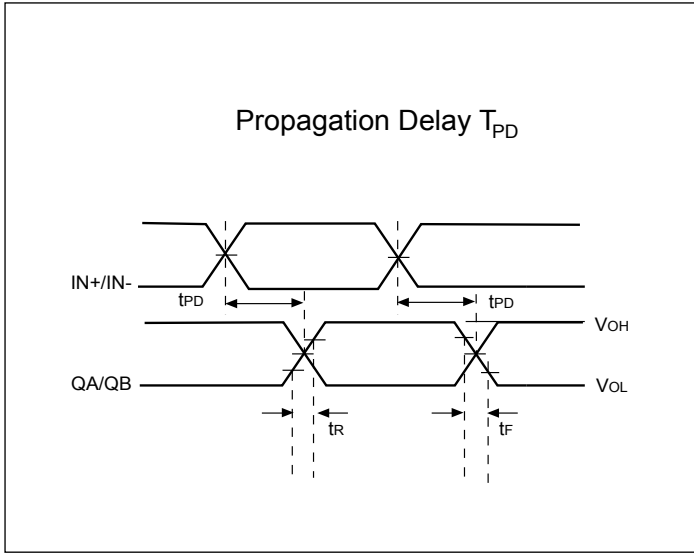 Propagation Delay TPD
IN+/IN-
tPD
tPD
VOH
QA/QB
VOL
tR
tF